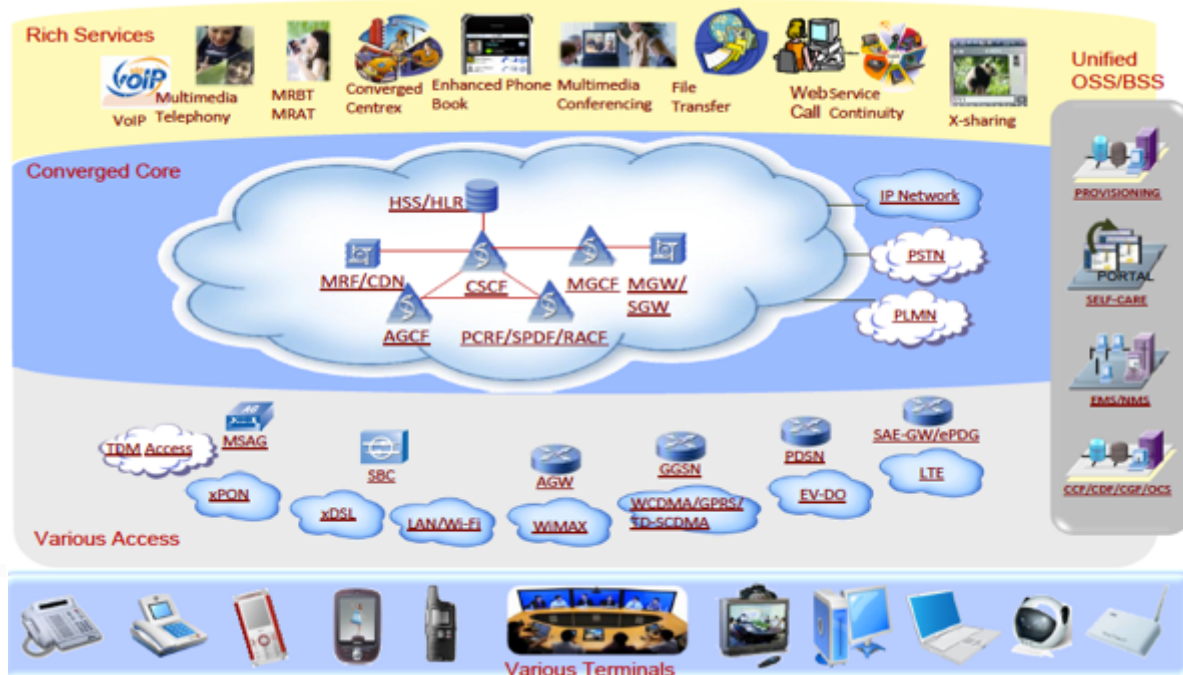 Rich Services
VoIP
VoIP
Multimedia
Telephony
MRBT
MRAT
Converged
Centrex
Enhanced Phone
Book
Multimedia
Conferencing
File
Transfer
Web
Call
Service
Continuity
X-sharing
Unified
OSS/BSS
Converged Core
HSS/HLR
MRF/CDN
CSCF
MGCF
MGW/
SGW
AGCF
PCRF/SPDF/RACF
IP Network
PSTN
PLMN
PROVISIONING
PORTAL
SELF-CARE
EMS/NMS
CCF/CDF/CGF/OCS
TDM Access
AG
MSAG
SBC
AGW
GGSN
PDSN
SAE-GW/ePDG
xPON
xDSL
LAN/Wi-Fi
WiMAX
WCDMA/GPRS/
TD-SCDMA
EV-DO
LTE
Various Access
Various Terminals